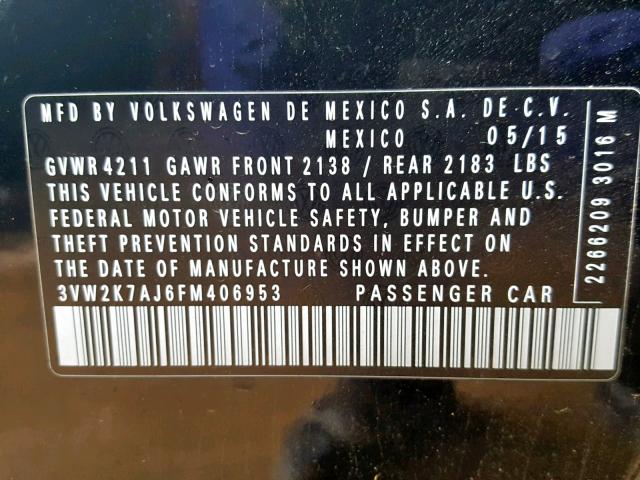 MFD BY VOLKSWAGEN DE MEXICO S.A. DE C.V.
MEXICO 05/15
GVWR 4211 GAWR FRONT 2138 / REAR 2183 LBS
THIS VEHICLE CONFORMS TO ALL APPLICABLE U.S.
FEDERAL MOTOR VEHICLE SAFETY, BUMPER AND
THEFT PREVENTION STANDARDS IN EFFECT ON
THE DATE OF MANUFACTURE SHOWN ABOVE.
3VW2K7AJ6FM406953 PASSENGER CAR
2266209 3016 M